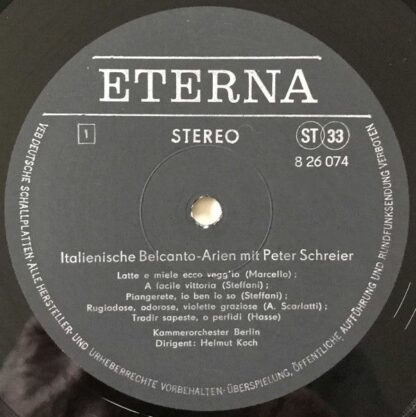 ETERNA
1
STEREO
ST 33
8 26 074
Italienische Belcanto-Arien mit Peter Schreier
Latte e miele ecco vegg'io (Marcello) ;
A facile vittoria (Steffani) ;
Piangerete, io ben lo so (Steffani) ;
Rugiadose, odorose, violette graziose (A. Scarlatti) ;
Tradir sapeste, o perfidi (Hasse)
Kammerorchester Berlin
Dirigent: Helmut Koch
VEB DEUTSCHE SCHALLPLATTEN·ALLE HERSTELLER- UND URHEBERRECHTE VORBEHALTEN·ÜBERSPIELUNG, ÖFFENTLICHE AUFFÜHRUNG UND RUNDFUNKSENDUNG VERBOTEN